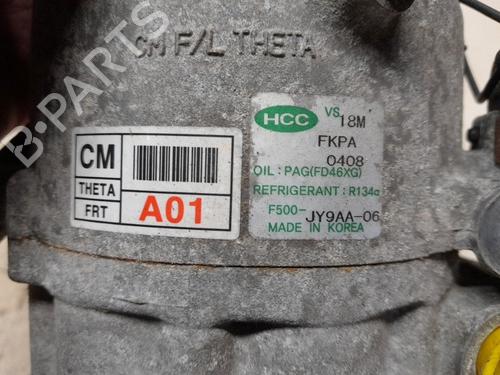 B-PARTS
CM F/L THETA
CM
THETA
FRT
A01
HCC
VS 18M
FKPA
0408
OIL : PAG(FD46XG)
REFRIGERANT : R134a
F500-JY9AA-06
MADE IN KOREA